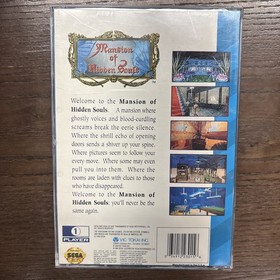 Mansion
of
Hidden Souls
Welcome to the Mansion of
Hidden Souls. A mansion where
ghostly voices and blood-curdling
screams break the eerie silence.
Where the shrill echo of opening
doors sends a shiver up your spine.
Where pictures seem to follow your
every move. Where some may even
pull you into them. Where the
rooms are laden with clues to those
who have disappeared.
Welcome to the Mansion of
Hidden Souls, you'll never be the
same again.
1
PLAYER
SEGA
VIC TOKAI INC.